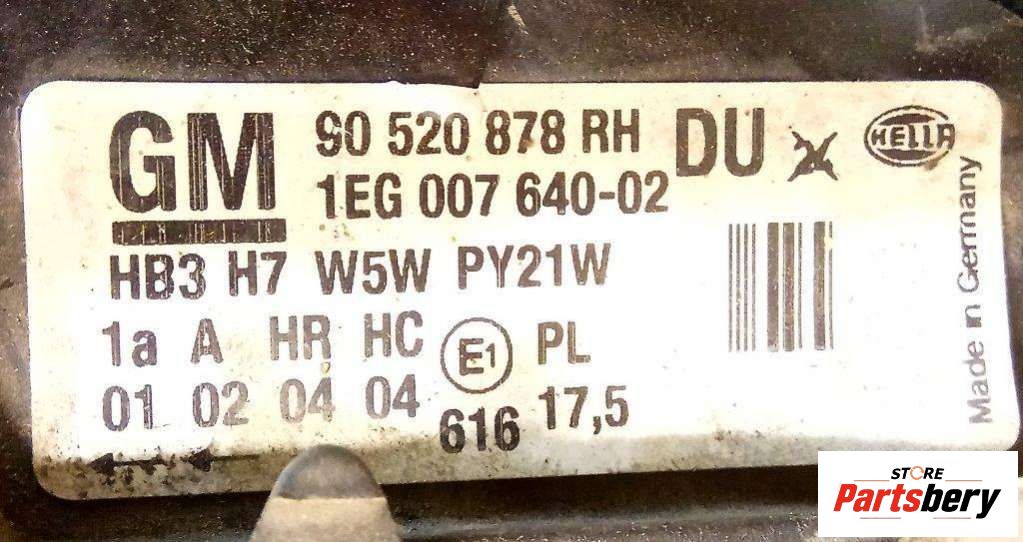 GM 90 520 878 RH DU HELLA
1EG 007 640-02
HB3 H7 W5W PY21W
1a A HR HC E1 PL
01 02 04 04 616 17,5
Made in Germany
STORE
Partsbery